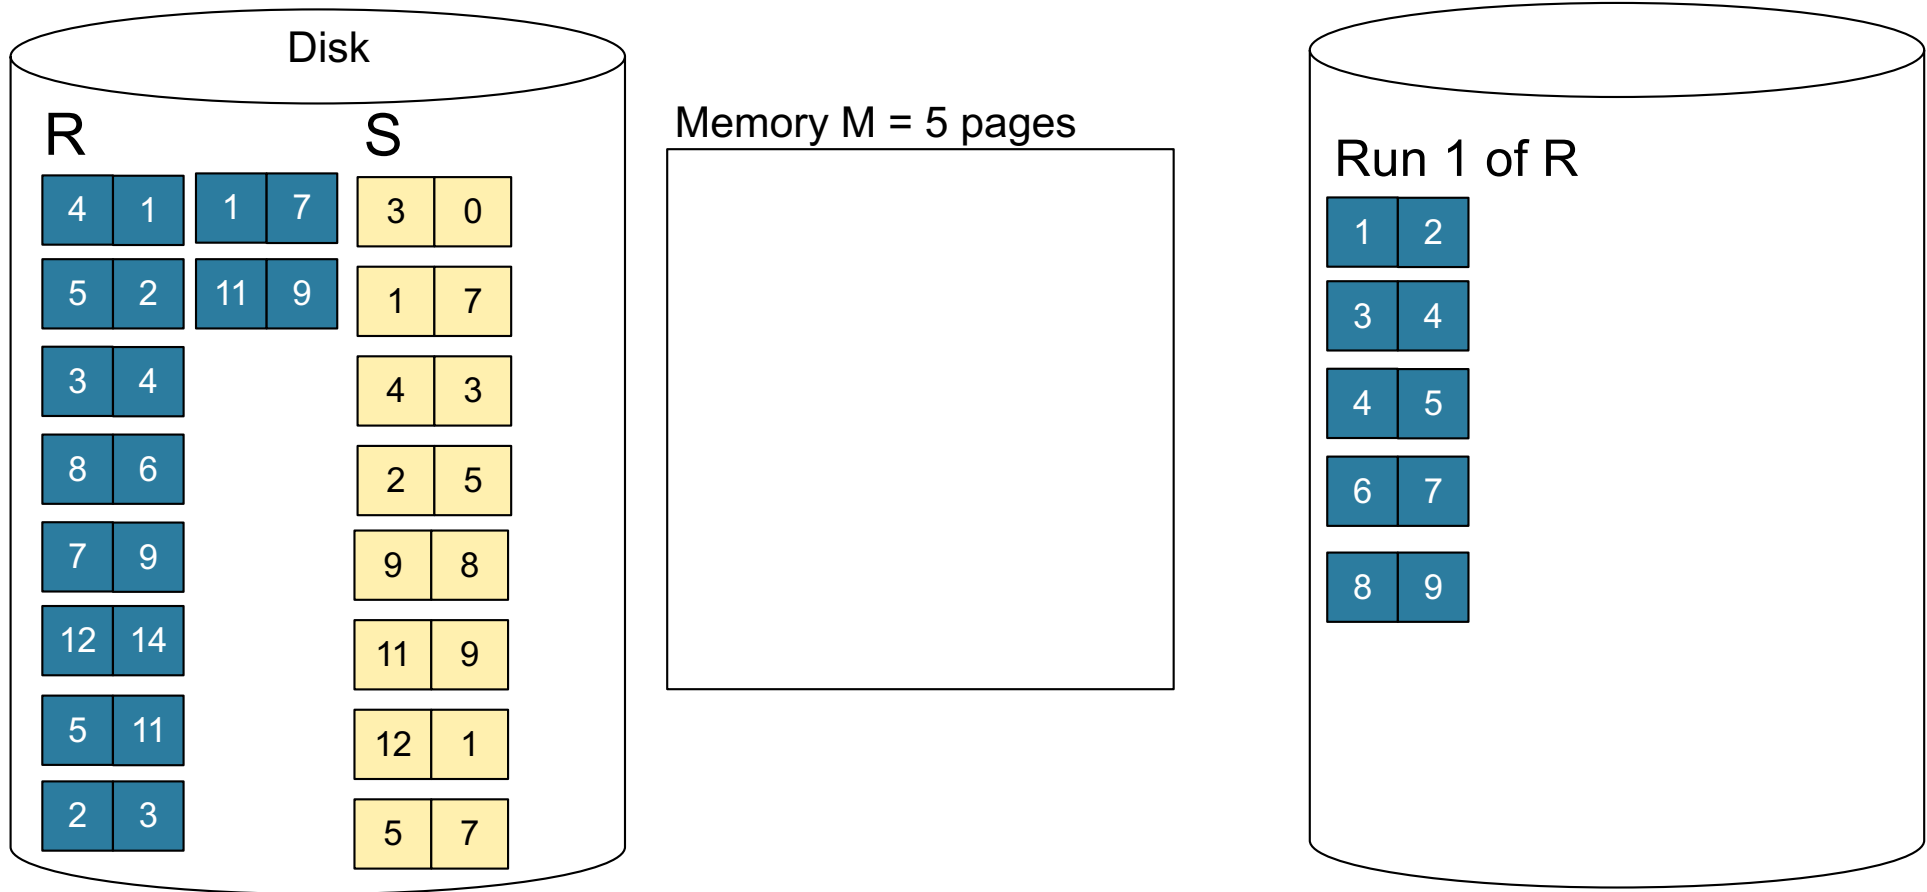 Disk
Memory M = 5 pages
R S
Run 1 of R
4 1 1 7 3 0
1 2
5 2 11 9 1 7
3 4
3 4 4 3
4 5
8 6 2 5
6 7
7 9 9 8
8 9
12 14 11 9
5 11 12 1
2 3 5 7